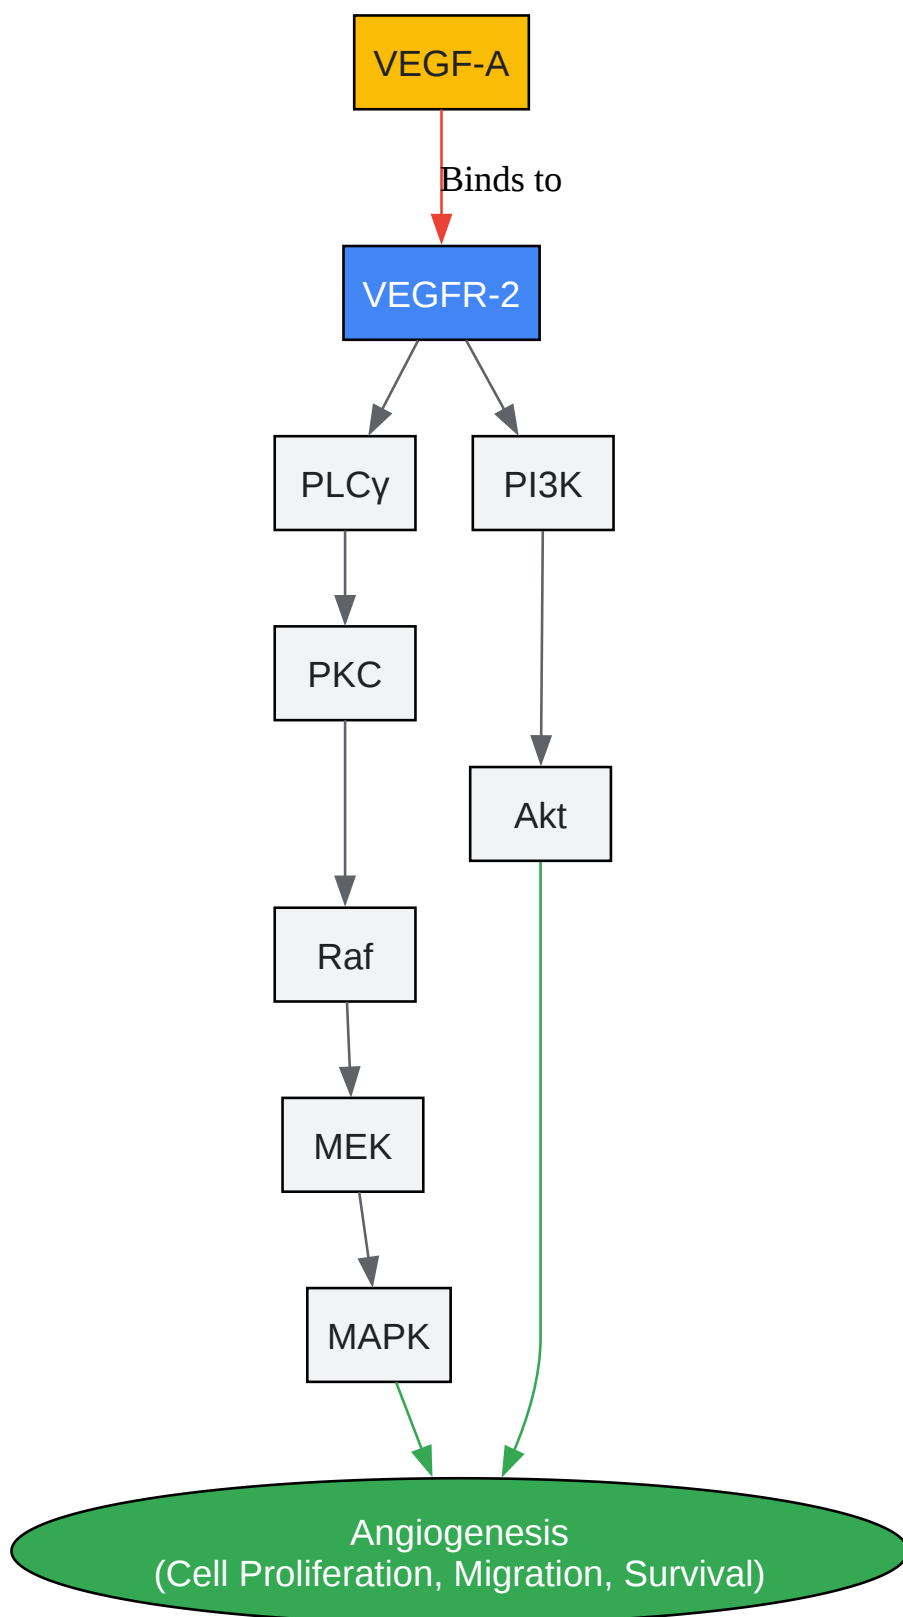 VEGF-A
Binds to
VEGFR-2
PLCγ
PI3K
PKC
Akt
Raf
MEK
MAPK
Angiogenesis
(Cell Proliferation, Migration, Survival)